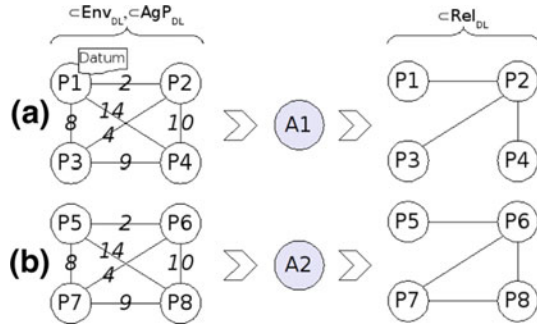 ⊂Env_DL,⊂AgP_DL ⊂Rel_DL
Datum
P1 2 P2 P1 P2
(a) 8 14 4 10 A1
P3 9 P4 P3 P4
P5 2 P6 P5 P6
(b) 8 14 4 10 A2
P7 9 P8 P7 P8